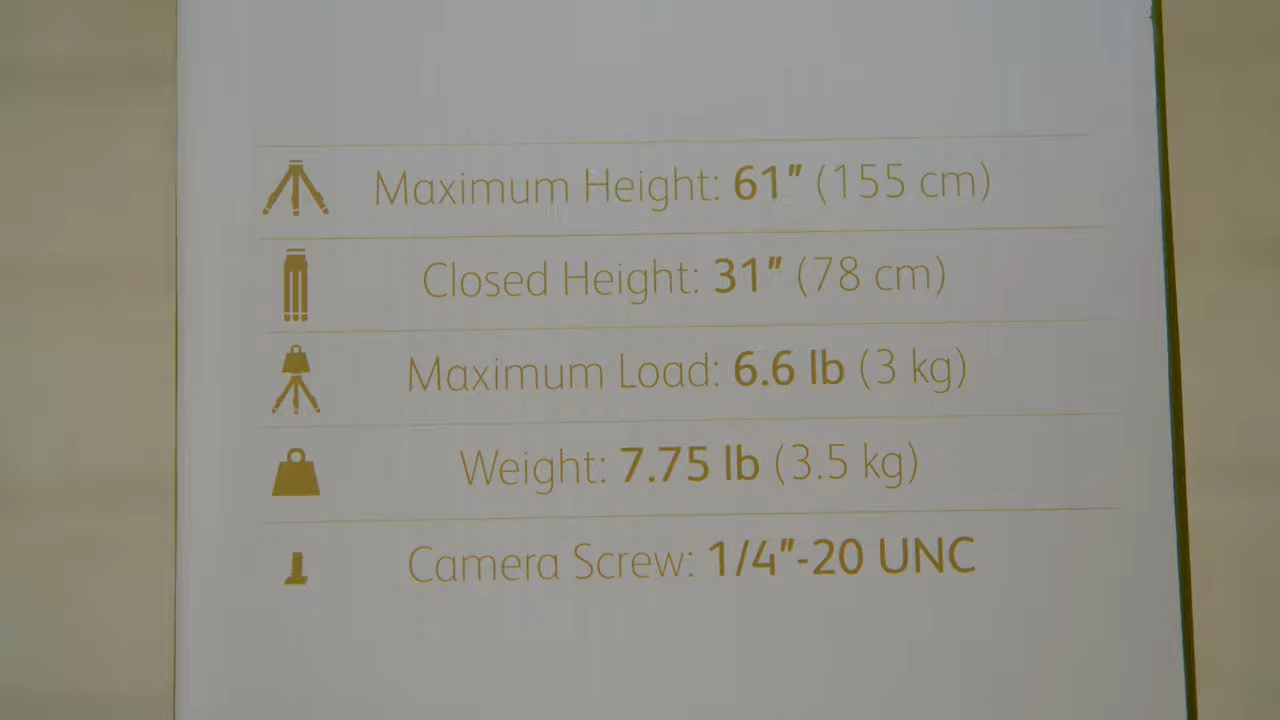 Maximum Height: 61" (155 cm)
Closed Height: 31" (78 cm)
Maximum Load: 6.6 lb (3 kg)
Weight: 7.75 lb (3.5 kg)
Camera Screw: 1/4"-20 UNC